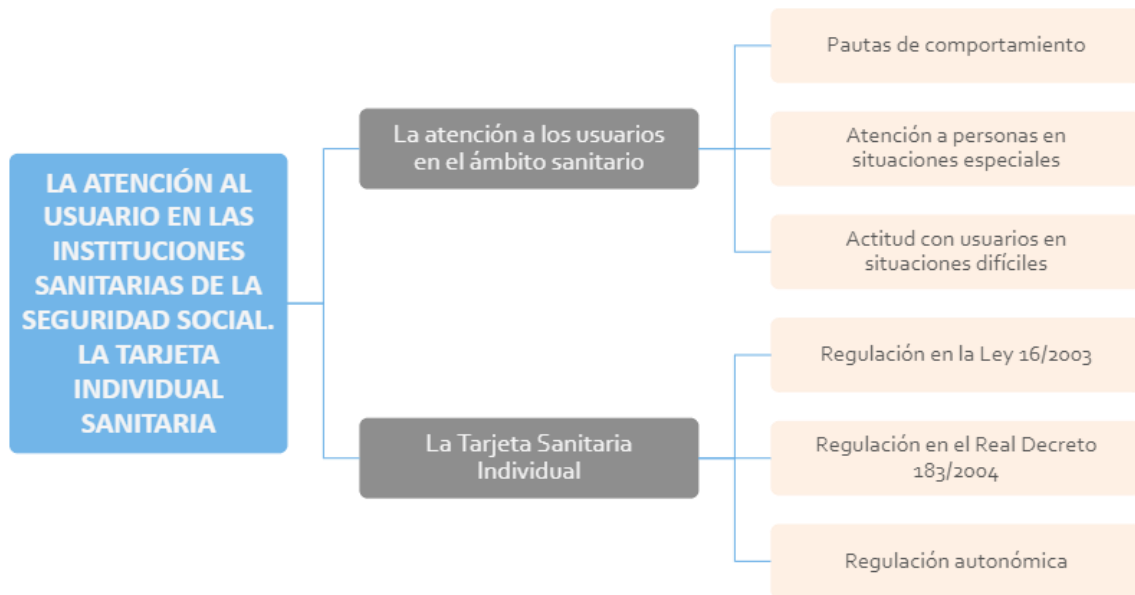 LA ATENCIÓN AL
USUARIO EN LAS
INSTITUCIONES
SANITARIAS DE LA
SEGURIDAD SOCIAL.
LA TARJETA
INDIVIDUAL
SANITARIA
La atención a los usuarios
en el ámbito sanitario
Pautas de comportamiento
Atención a personas en
situaciones especiales
Actitud con usuarios en
situaciones difíciles
La Tarjeta Sanitaria
Individual
Regulación en la Ley 16/2003
Regulación en el Real Decreto
183/2004
Regulación autonómica